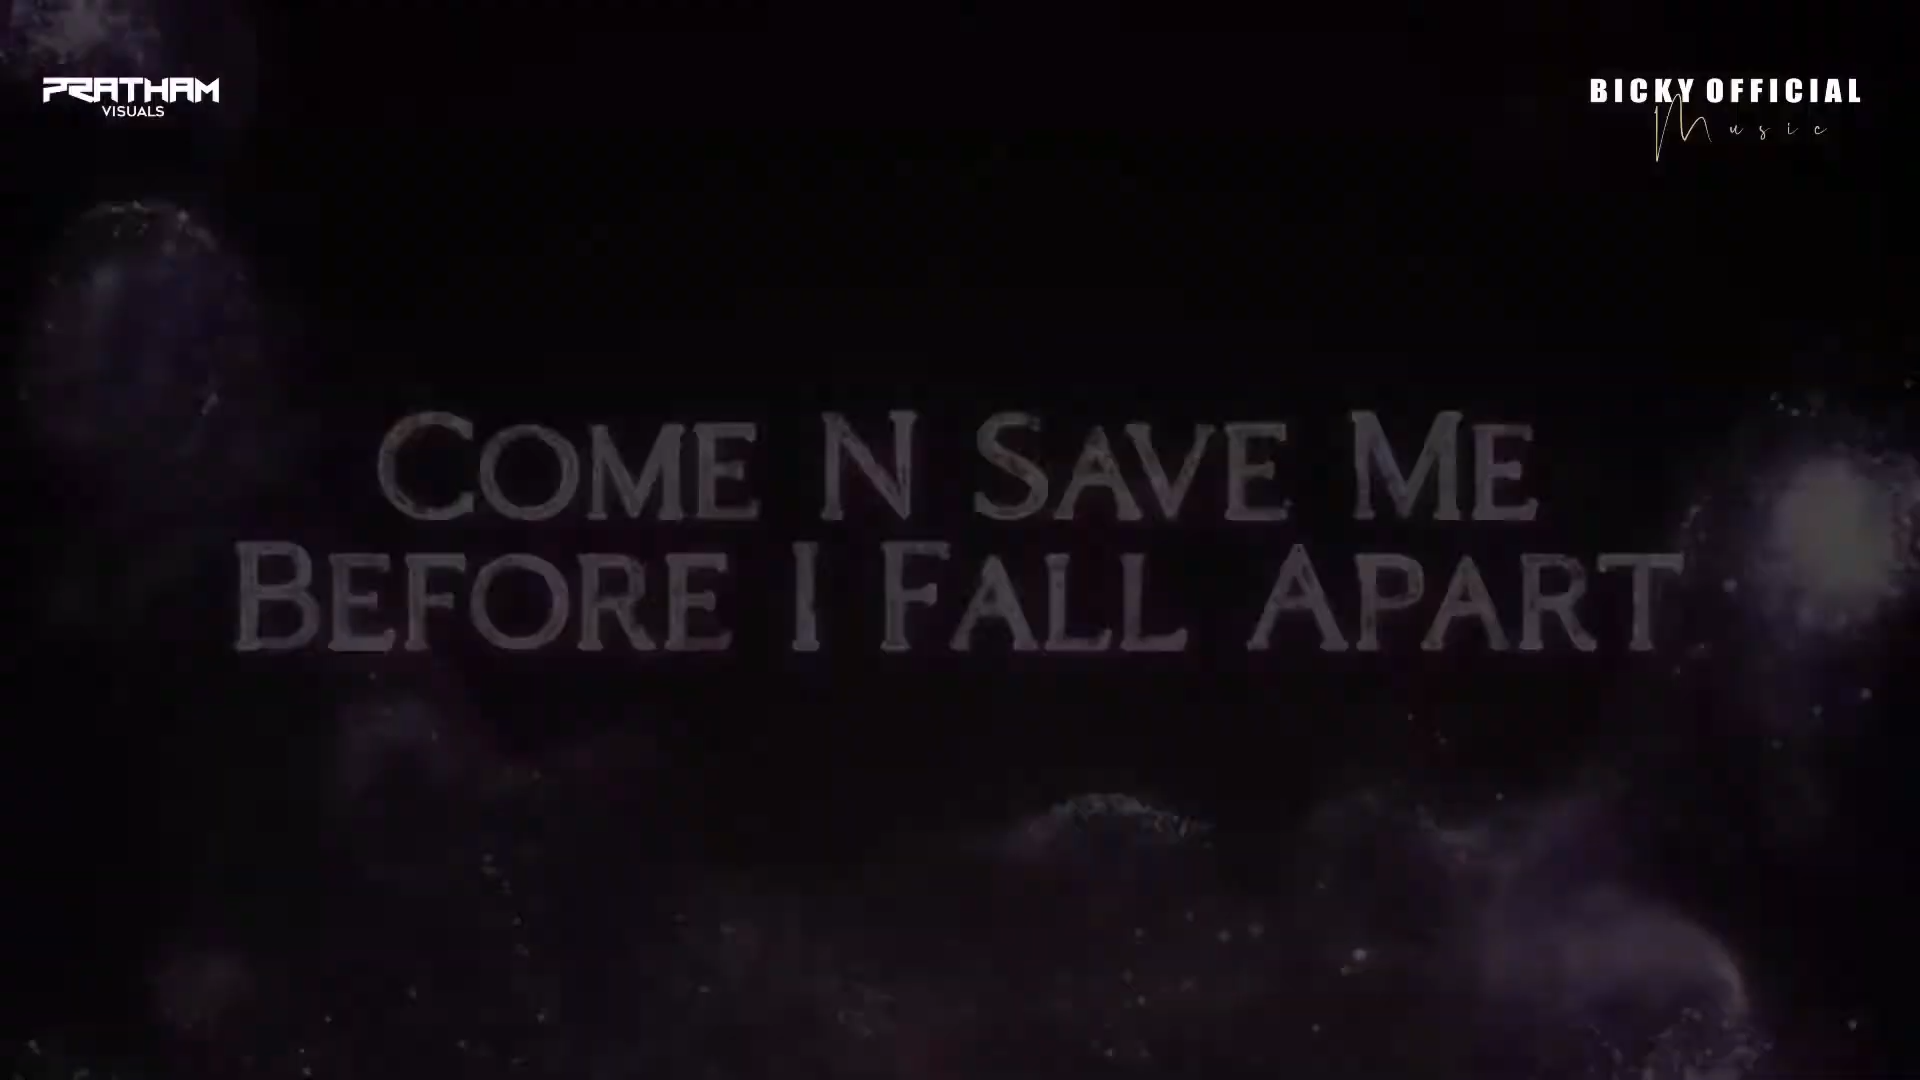 PRATHAM
VISUALS
BICKY OFFICIAL
Music
COME N SAVE ME
BEFORE I FALL APART